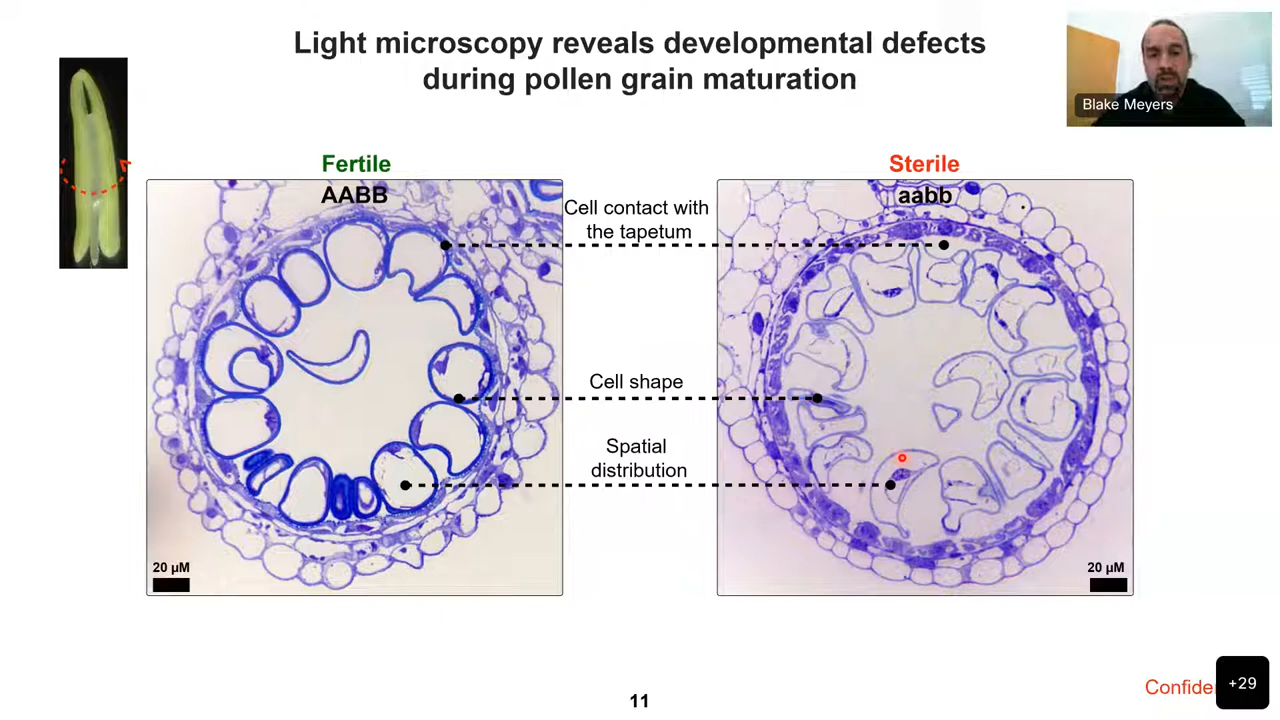 Light microscopy reveals developmental defects
during pollen grain maturation
Blake Meyers
Fertile
AABB
Sterile
aabb
Cell contact with
the tapetum
Cell shape
Spatial
distribution
20 µM
20 µM
11
+29